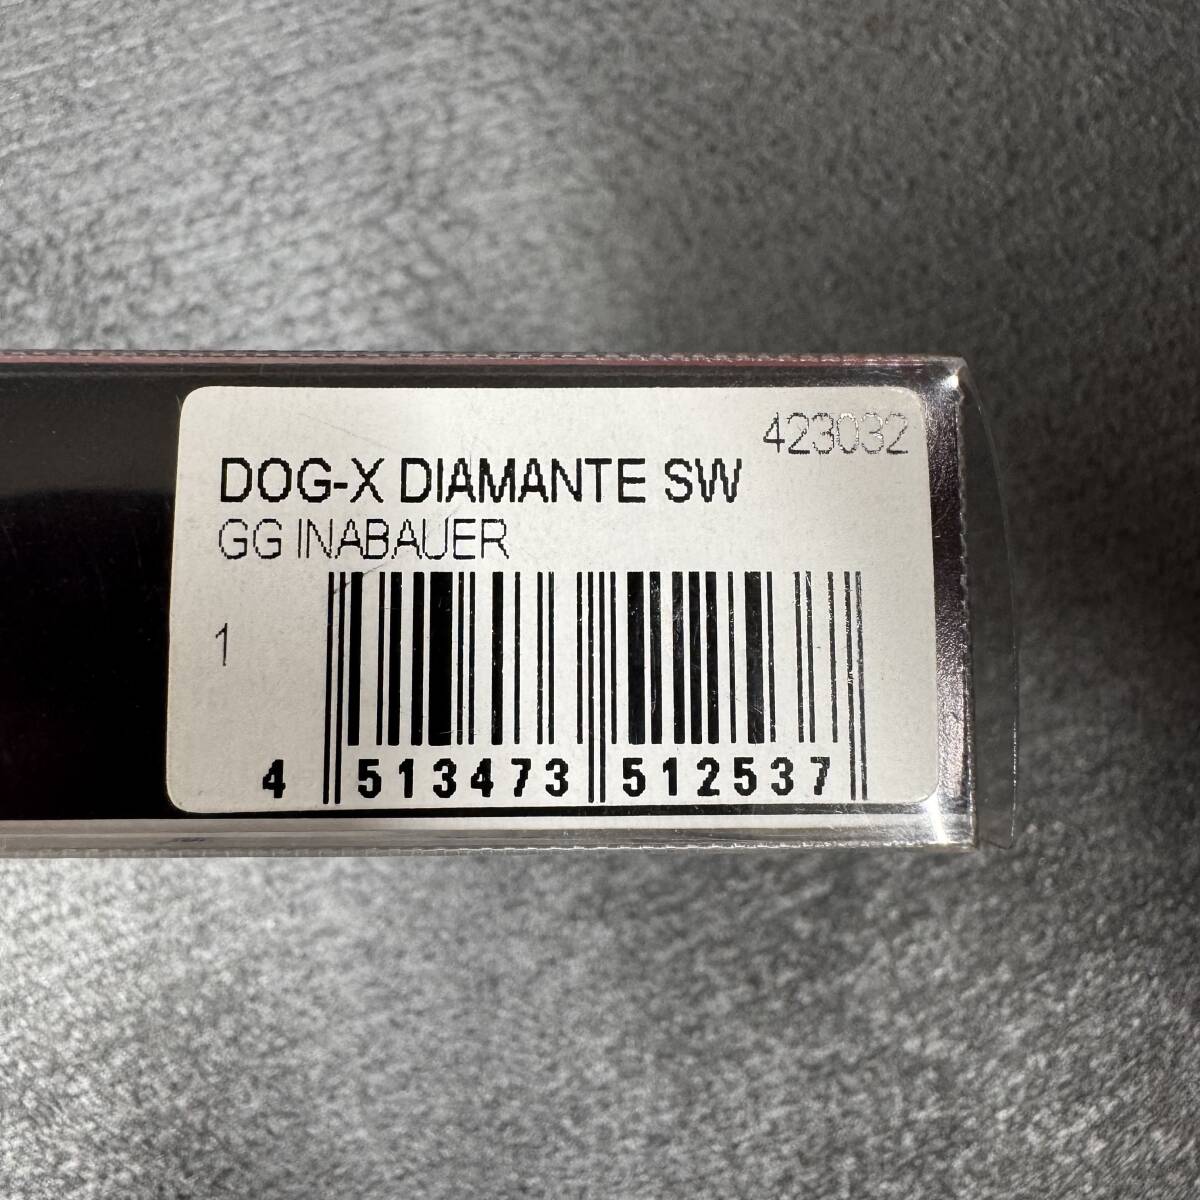 423032
DOG-X DIAMANTE SW
GG INABAUER
1
4 513473 512537